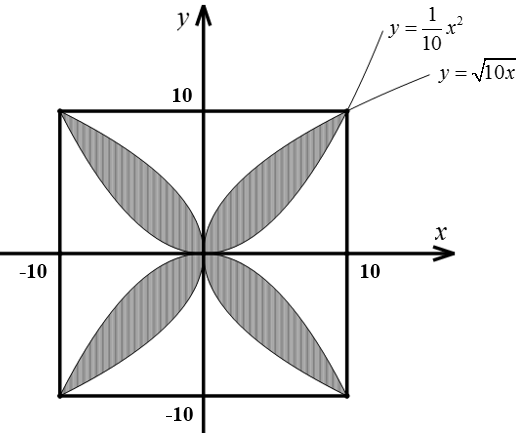 y
y = 1/10 x²
y = √10x
10
x
-10
10
-10